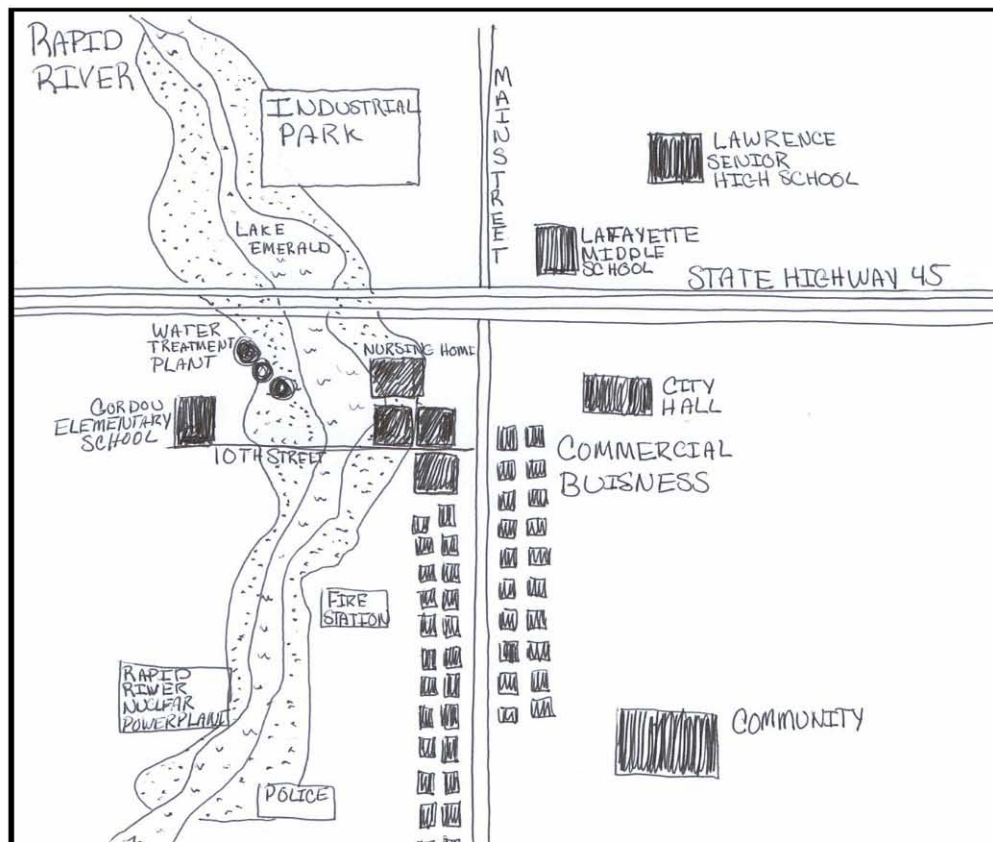 RAPID
RIVER
INDUSTRIAL
PARK
MAINSTREET
LAWRENCE
SENIOR
HIGH SCHOOL
LAFAYETTE
MIDDLE
SCHOOL
LAKE
EMERALD
STATE HIGHWAY 45
WATER
TREATMENT
PLANT
NURSING HOME
CITY
HALL
GORDON
ELEMENTARY
SCHOOL
10TH STREET
COMMERCIAL
BUISNESS
FIRE
STATION
RAPID
RIVER
NUCLEAR
POWERPLANT
COMMUNITY
POLICE